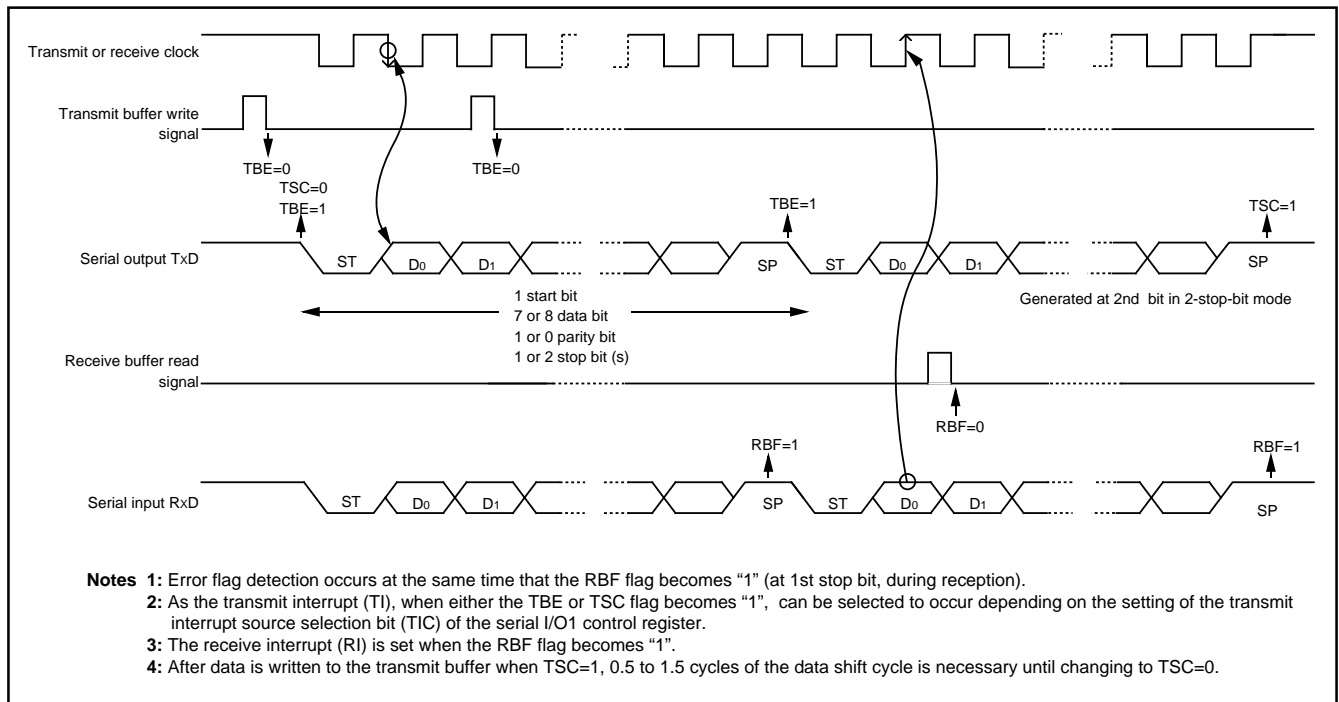 Transmit or receive clock
Transmit buffer write
signal
TBE=0
TSC=0
TBE=1
TBE=0
TBE=1
TSC=1
Serial output TxD
ST
D0
D1
SP
ST
D0
D1
SP
1 start bit
7 or 8 data bit
1 or 0 parity bit
1 or 2 stop bit (s)
Generated at 2nd bit in 2-stop-bit mode
Receive buffer read
signal
RBF=0
RBF=1
RBF=1
Serial input RxD
ST
D0
D1
SP
ST
D0
D1
SP
Notes 1: Error flag detection occurs at the same time that the RBF flag becomes “1” (at 1st stop bit, during reception).
2: As the transmit interrupt (TI), when either the TBE or TSC flag becomes “1”, can be selected to occur depending on the setting of the transmit
interrupt source selection bit (TIC) of the serial I/O1 control register.
3: The receive interrupt (RI) is set when the RBF flag becomes “1”.
4: After data is written to the transmit buffer when TSC=1, 0.5 to 1.5 cycles of the data shift cycle is necessary until changing to TSC=0.